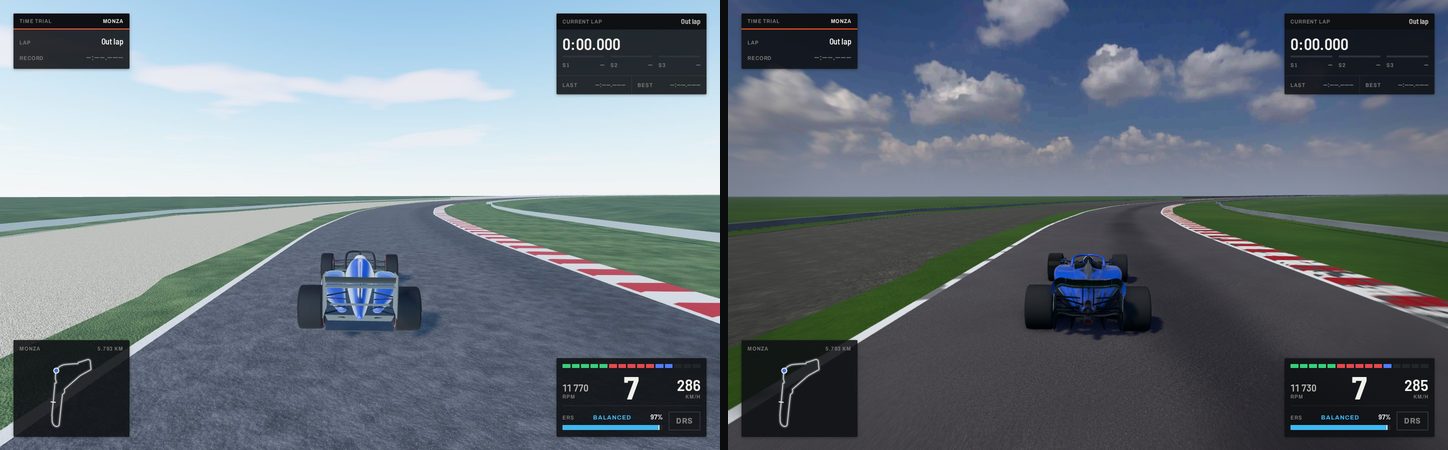 TIME TRIAL MONZA
LAP Out lap
RECORD –:––.–––
CURRENT LAP Out lap
0:00.000
S1 – S2 – S3 –
LAST –:––.––– BEST –:––.–––
MONZA 5.793 KM
11 770 RPM
7
286 KM/H
ERS BALANCED 97% DRS
TIME TRIAL MONZA
LAP Out lap
RECORD –:––.–––
CURRENT LAP Out lap
0:00.000
S1 – S2 – S3 –
LAST –:––.––– BEST –:––.–––
MONZA 5.793 KM
11 730 RPM
7
285 KM/H
ERS BALANCED 97% DRS